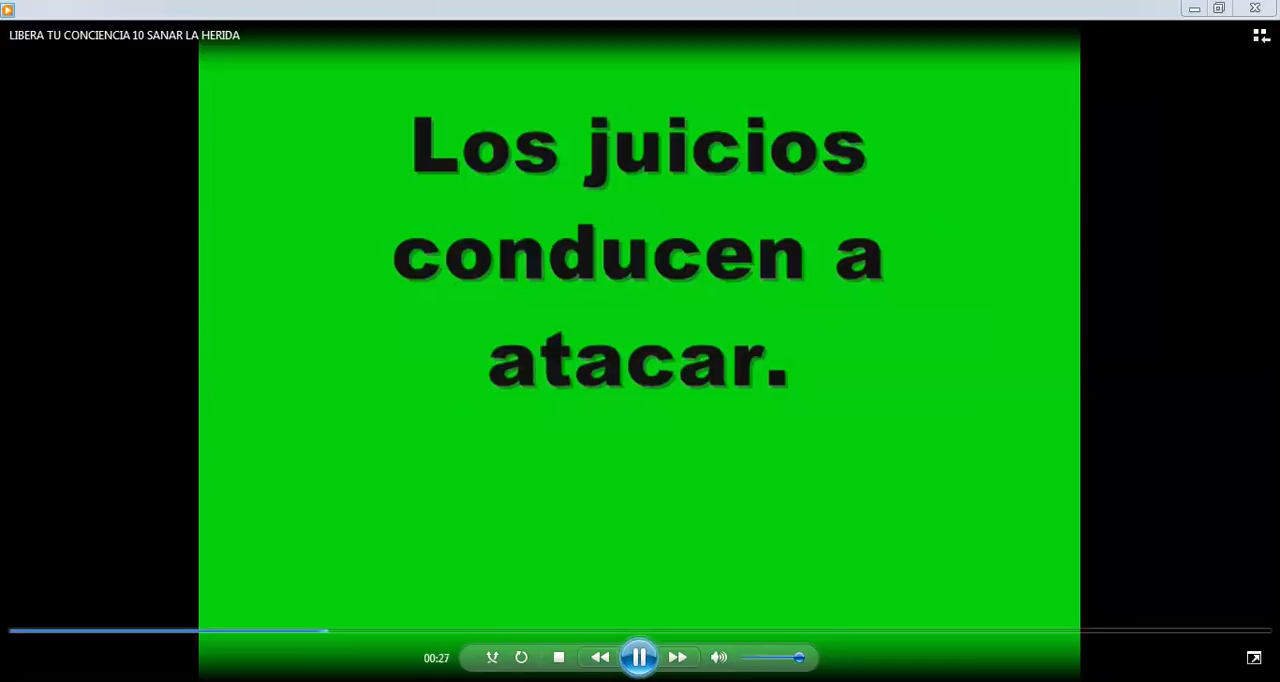 LIBERA TU CONCIENCIA 10 SANAR LA HERIDA
Los juicios
conducen a
atacar.
00:27